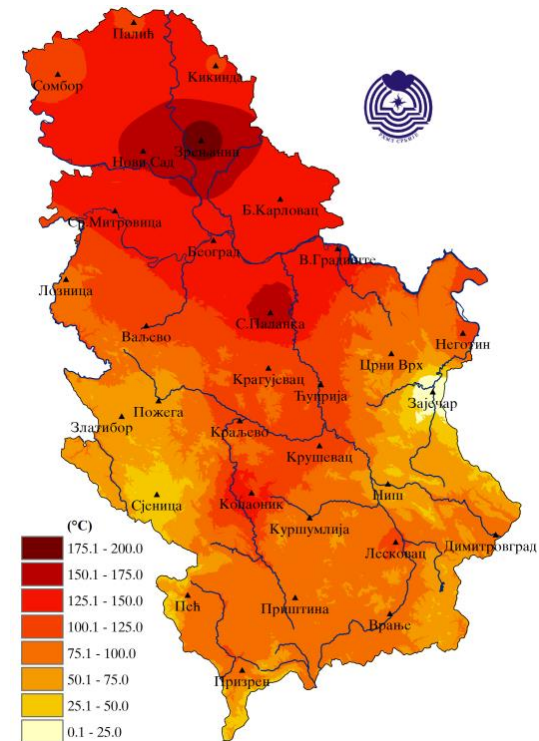 Палић
Кикинда
Сомбор
Зрењанин
Нови Сад
Б.Карловац
Ср.Митровица
Београд
В.Градиште
Лозница
С.Паланка
Ваљево
Неготин
Црни Врх
Крагујевац
Ћуприја
Зајечар
Пожега
Златибор
Краљево
Крушевац
Ниш
Сјеница
Копаоник
Куршумлија
Лесковац
Димитровград
Пећ
Приштина
Врање
Призрен
(°C)
175.1 - 200.0
150.1 - 175.0
125.1 - 150.0
100.1 - 125.0
75.1 - 100.0
50.1 - 75.0
25.1 - 50.0
0.1 - 25.0